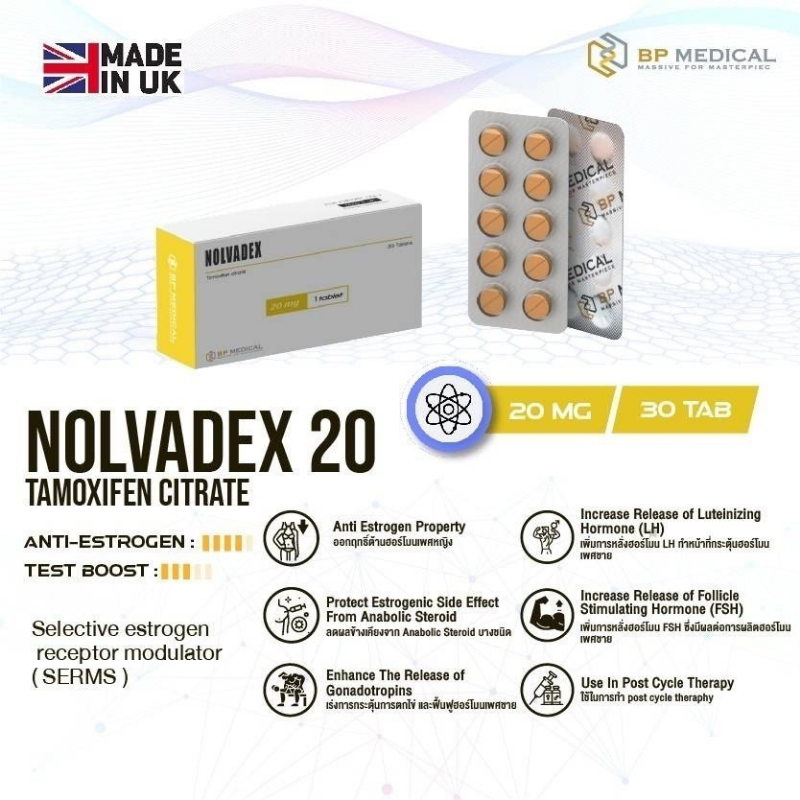 MADE
IN UK
BP MEDICAL
MASSIVE FOR MASTERPIEC
NOLVADEX
Tamoxifen citrate
20 Tablets
20 mg
1 tablet
BP MEDICAL
BP MEDICAL
EDICAL
BP MEDICAL
EDICAL
BP MEDICAL
20 MG
30 TAB
NOLVADEX 20
TAMOXIFEN CITRATE
ANTI-ESTROGEN :
TEST BOOST :
Selective estrogen
receptor modulator
( SERMS )
Anti Estrogen Property
ออกฤทธิ์ต้านฮอร์โมนเพศหญิง
Protect Estrogenic Side Effect
From Anabolic Steroid
ลดผลข้างเคียงจาก Anabolic Steroid บางชนิด
Enhance The Release of
Gonadotropins
เร่งการกระตุ้นการตกไข่ และฟื้นฟูฮอร์โมนเพศชาย
Increase Release of Luteinizing
Hormone (LH)
เพิ่มการหลั่งฮอร์โมน LH ทำหน้าที่กระตุ้นฮอร์โมน
เพศชาย
Increase Release of Follicle
Stimulating Hormone (FSH)
เพิ่มการหลั่งฮอร์โมน FSH ซึ่งมีผลต่อการผลิตฮอร์โมน
เพศชาย
Use In Post Cycle Therapy
ใช้ในการทำ post cycle theraphy